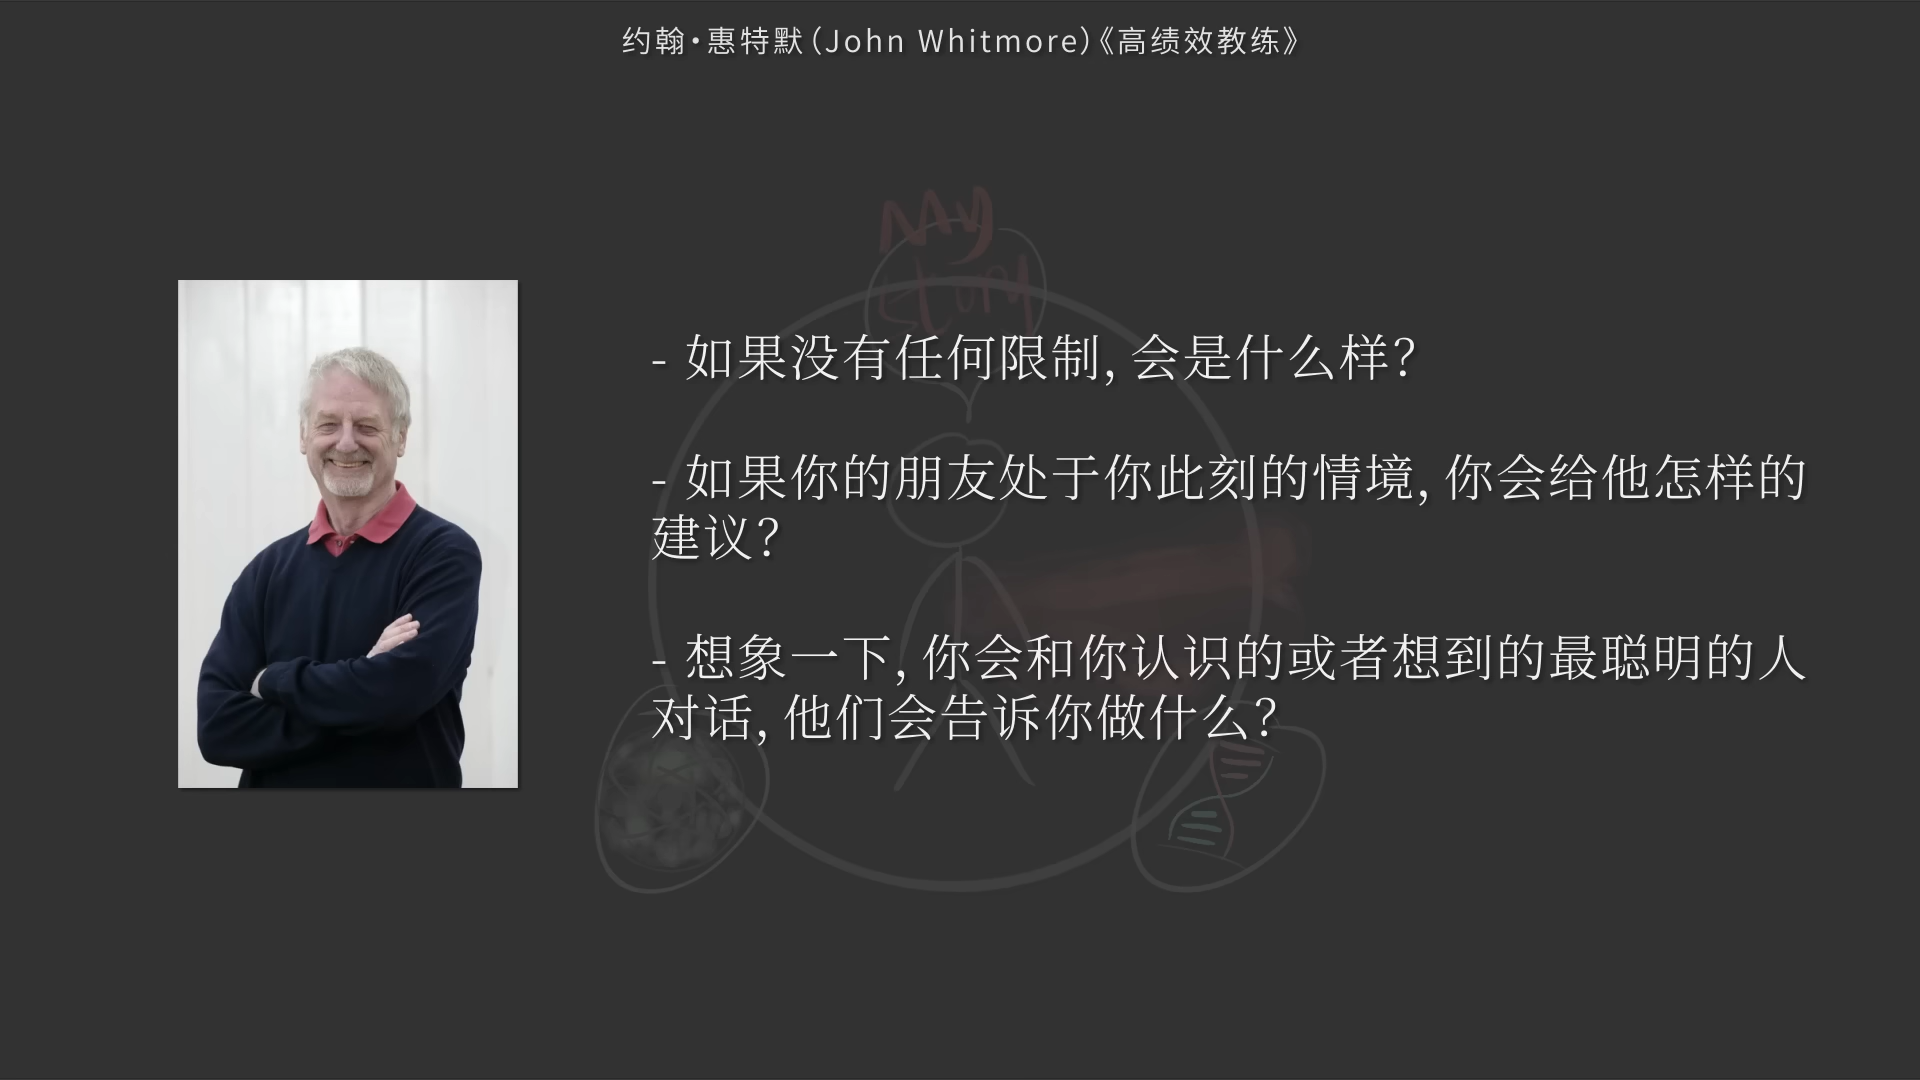 约翰·惠特默（John Whitmore）《高绩效教练》
My
story
- 如果没有任何限制, 会是什么样?
- 如果你的朋友处于你此刻的情境, 你会给他怎样的
建议?
- 想象一下, 你会和你认识的或者想到的最聪明的人
对话, 他们会告诉你做什么?